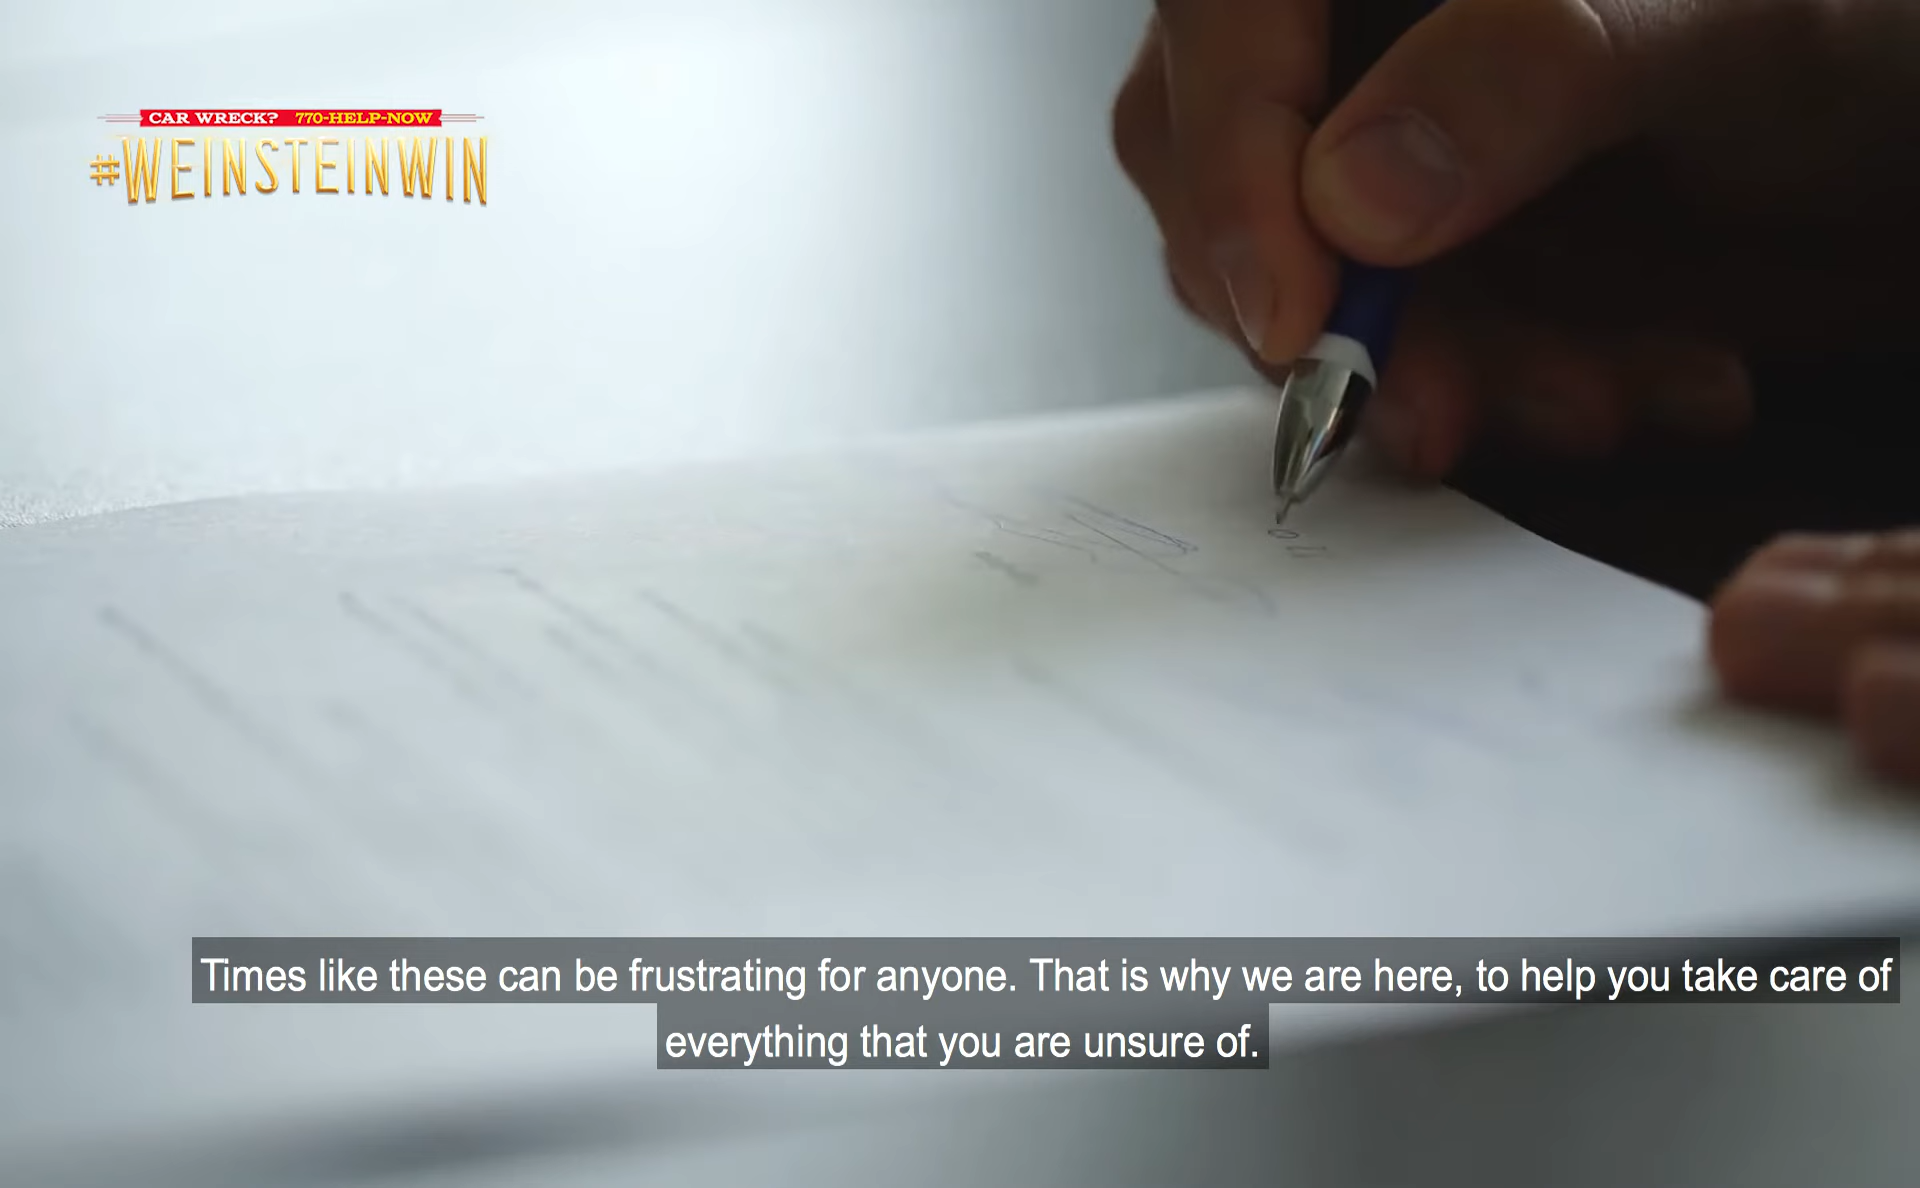 CAR WRECK? 770-HELP-NOW
#WEINSTEINWIN
Times like these can be frustrating for anyone. That is why we are here, to help you take care of
everything that you are unsure of.